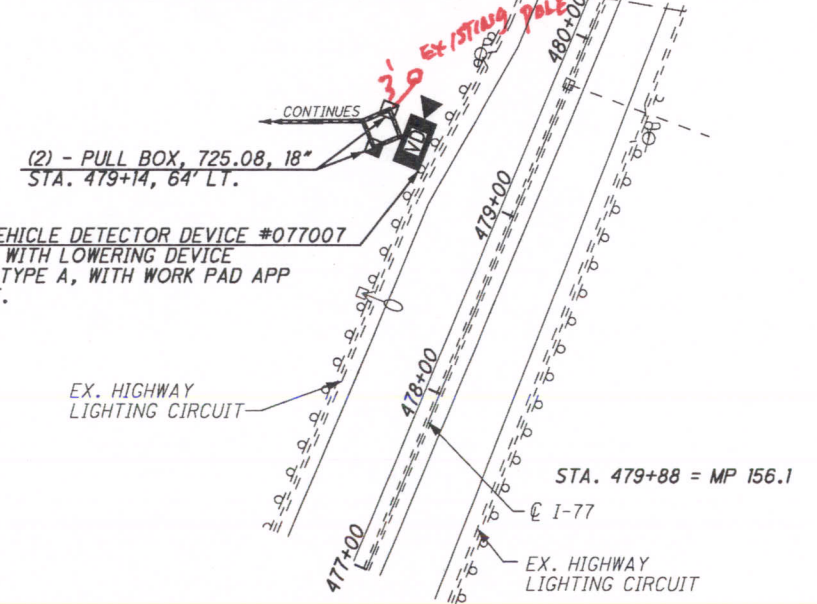 EXISTING POLE
3'
480+00
CONTINUES
VD
(2) - PULL BOX, 725.08, 18"
STA. 479+14, 64' LT.
479+00
EHICLE DETECTOR DEVICE #077007
WITH LOWERING DEVICE
TYPE A, WITH WORK PAD APP
478+00
EX. HIGHWAY
LIGHTING CIRCUIT
STA. 479+88 = MP 156.1
℄ I-77
477+00
EX. HIGHWAY
LIGHTING CIRCUIT